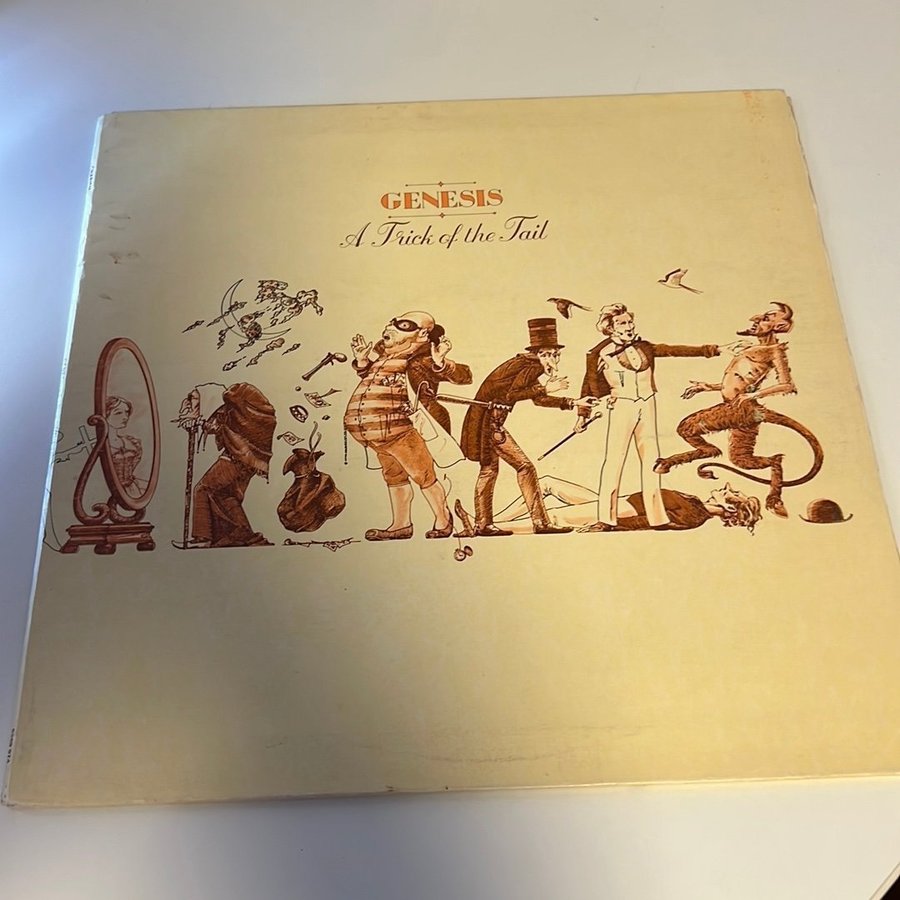 GENESIS
A Trick of the Tail